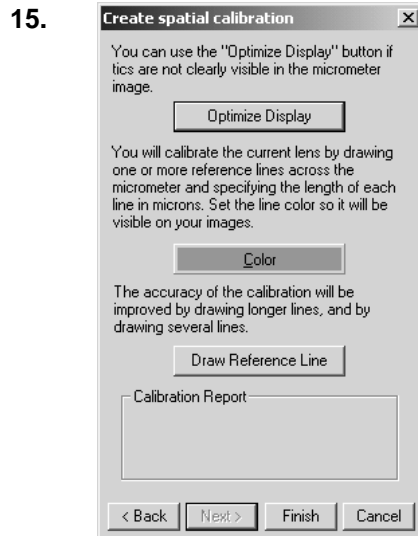 15.
Create spatial calibration
You can use the "Optimize Display" button if
tics are not clearly visible in the micrometer
image.
Optimize Display
You will calibrate the current lens by drawing
one or more reference lines across the
micrometer and specifying the length of each
line in microns. Set the line color so it will be
visible on your images.
Color
The accuracy of the calibration will be
improved by drawing longer lines, and by
drawing several lines.
Draw Reference Line
Calibration Report
< Back Next > Finish Cancel